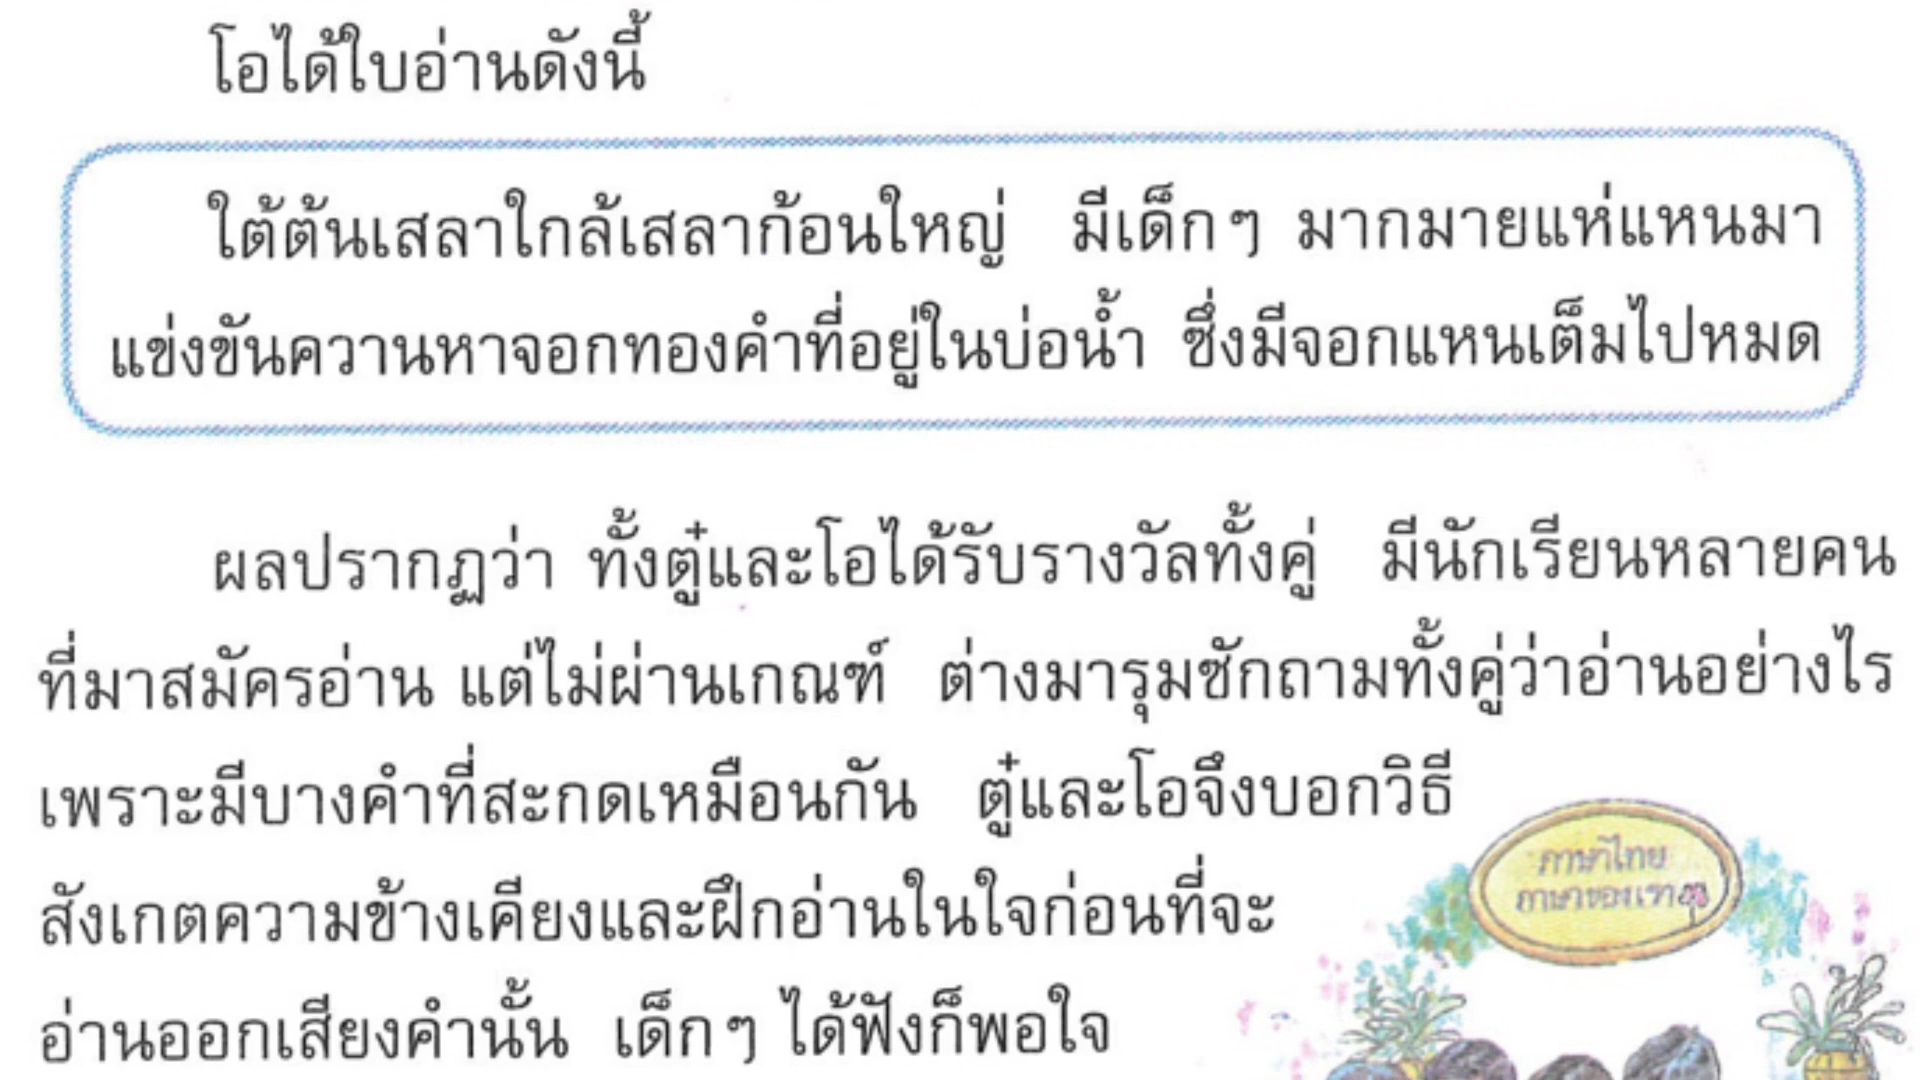 โอได้ใบอ่านดังนี้
ใต้ต้นเสลาใกล้เสลาก้อนใหญ่ มีเด็กๆ มากมายแห่แหนมา
แข่งขันควานหาจอกทองคำที่อยู่ในบ่อน้ำ ซึ่งมีจอกแหนเต็มไปหมด
ผลปรากฏว่า ทั้งตู๋และโอได้รับรางวัลทั้งคู่ มีนักเรียนหลายคน
ที่มาสมัครอ่าน แต่ไม่ผ่านเกณฑ์ ต่างมารุมซักถามทั้งคู่ว่าอ่านอย่างไร
เพราะมีบางคำที่สะกดเหมือนกัน ตู๋และโอจึงบอกวิธี
สังเกตความข้างเคียงและฝึกอ่านในใจก่อนที่จะ
อ่านออกเสียงคำนั้น เด็กๆ ได้ฟังก็พอใจ
ภาษาไทย
ภาษาของเรา